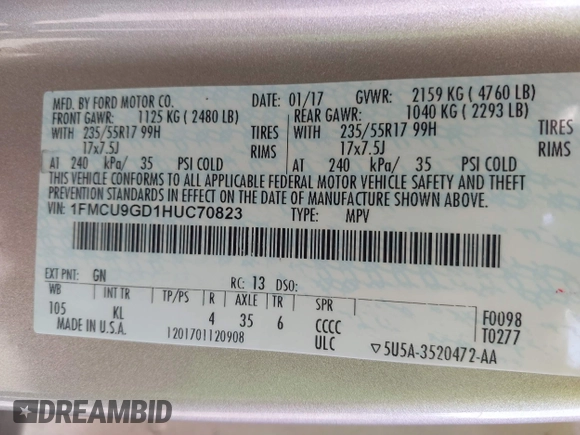 MFD. BY FORD MOTOR CO.
DATE: 01/17 GVWR: 2159 KG ( 4760 LB)
FRONT GAWR: 1125 KG ( 2480 LB) REAR GAWR: 1040 KG ( 2293 LB)
WITH 235/55R17 99H TIRES WITH 235/55R17 99H TIRES
17x7.5J RIMS 17x7.5J RIMS
AT 240 kPa/ 35 PSI COLD AT 240 kPa/ 35 PSI COLD
THIS VEHICLE CONFORMS TO ALL APPLICABLE FEDERAL MOTOR VEHICLE SAFETY AND THEFT
PREVENTION STANDARDS IN EFFECT ON THE DATE OF MANUFACTURE SHOWN ABOVE.
VIN: 1FMCU9GD1HUC70823 TYPE: MPV
EXT PNT: GN RC: 13 DSO:
WB INT TR TP/PS R AXLE TR SPR
105 KL 4 35 6 CCCC F0098
MADE IN U.S.A. 1201701120908 ULC T0277
▽5U5A-3520472-AA
DREAMBID